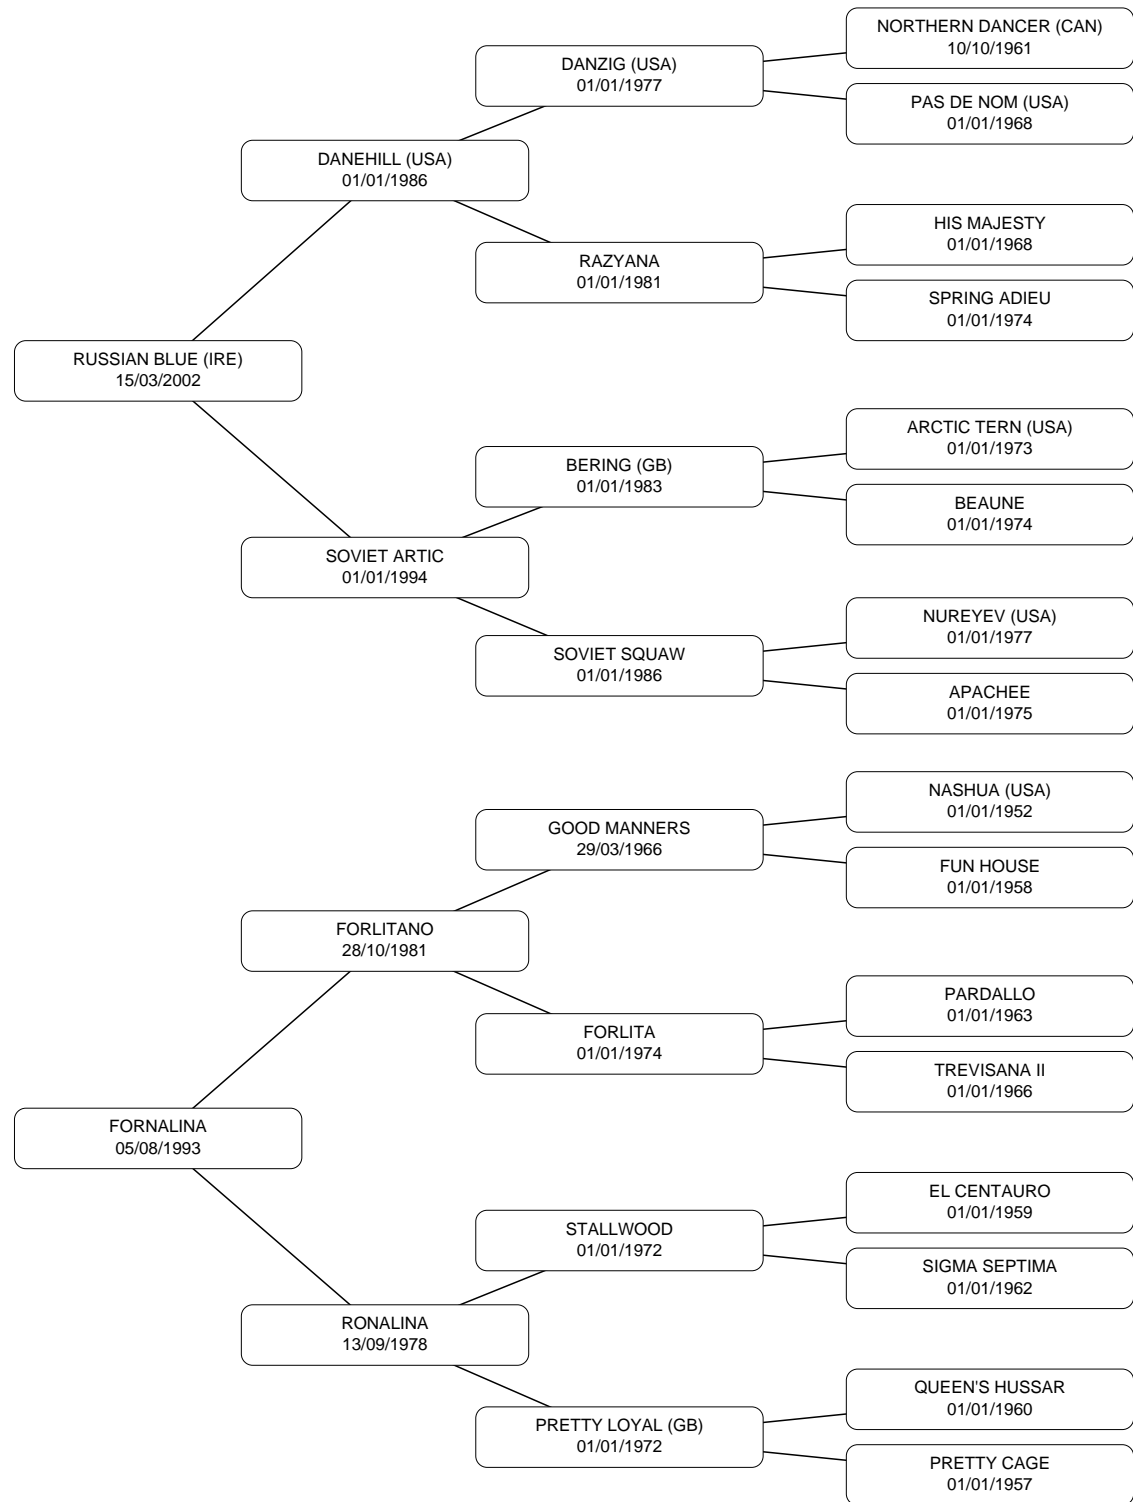 NORTHERN DANCER (CAN)
10/10/1961
DANZIG (USA)
01/01/1977
PAS DE NOM (USA)
01/01/1968
DANEHILL (USA)
01/01/1986
HIS MAJESTY
01/01/1968
RAZYANA
01/01/1981
SPRING ADIEU
01/01/1974
RUSSIAN BLUE (IRE)
15/03/2002
ARCTIC TERN (USA)
01/01/1973
BERING (GB)
01/01/1983
BEAUNE
01/01/1974
SOVIET ARTIC
01/01/1994
NUREYEV (USA)
01/01/1977
SOVIET SQUAW
01/01/1986
APACHEE
01/01/1975
NASHUA (USA)
01/01/1952
GOOD MANNERS
29/03/1966
FUN HOUSE
01/01/1958
FORLITANO
28/10/1981
PARDALLO
01/01/1963
FORLITA
01/01/1974
TREVISANA II
01/01/1966
FORNALINA
05/08/1993
EL CENTAURO
01/01/1959
STALLWOOD
01/01/1972
SIGMA SEPTIMA
01/01/1962
RONALINA
13/09/1978
QUEEN'S HUSSAR
01/01/1960
PRETTY LOYAL (GB)
01/01/1972
PRETTY CAGE
01/01/1957